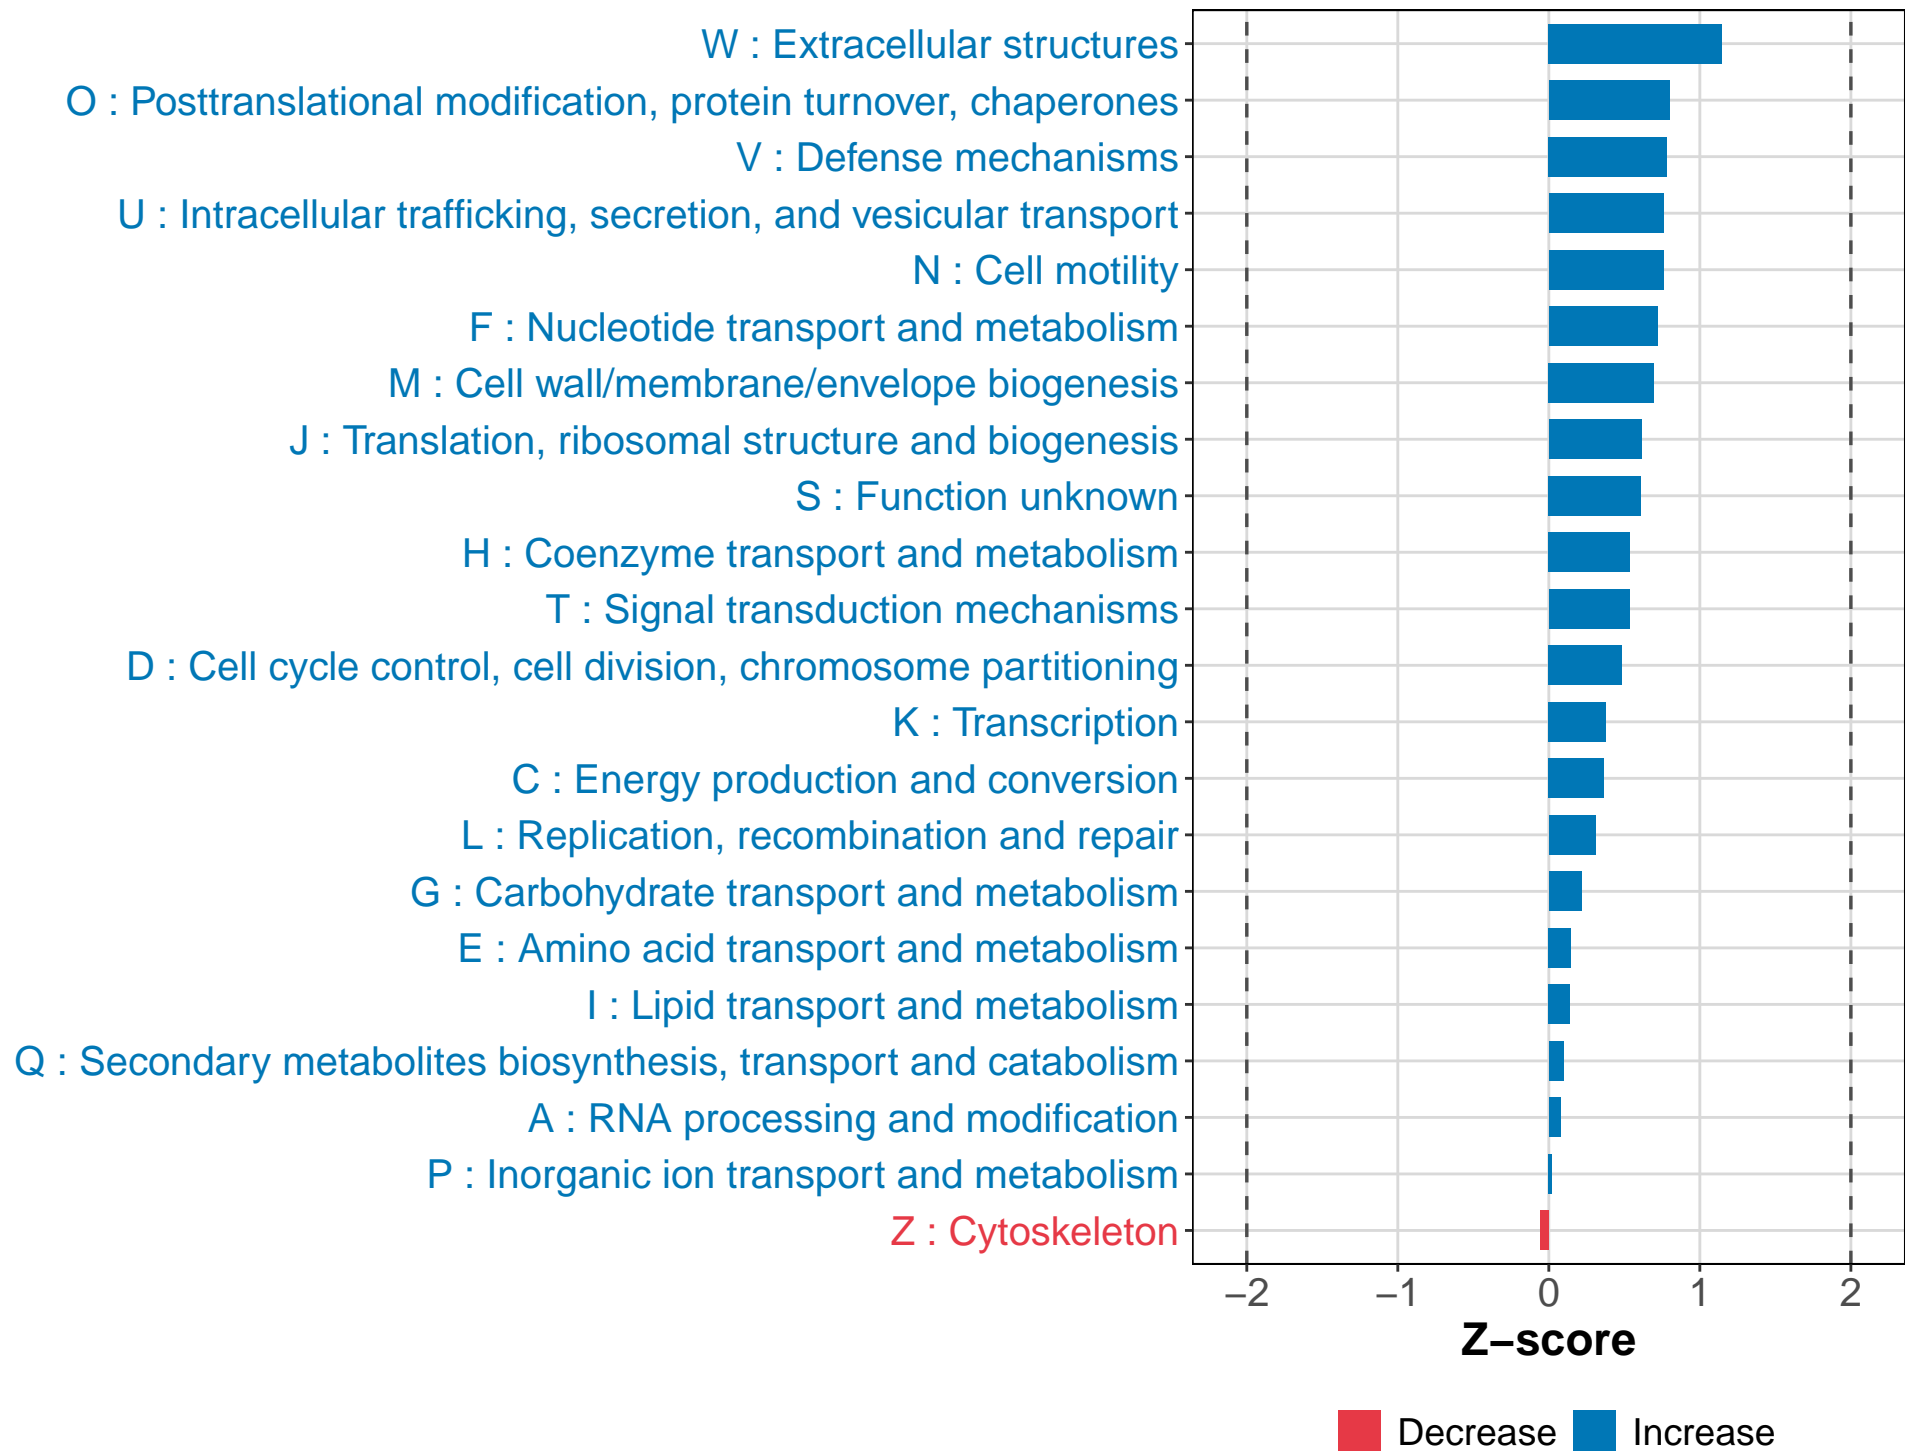 W : Extracellular structures
O : Posttranslational modification, protein turnover, chaperones
V : Defense mechanisms
U : Intracellular trafficking, secretion, and vesicular transport
N : Cell motility
F : Nucleotide transport and metabolism
M : Cell wall/membrane/envelope biogenesis
J : Translation, ribosomal structure and biogenesis
S : Function unknown
H : Coenzyme transport and metabolism
T : Signal transduction mechanisms
D : Cell cycle control, cell division, chromosome partitioning
K : Transcription
C : Energy production and conversion
L : Replication, recombination and repair
G : Carbohydrate transport and metabolism
E : Amino acid transport and metabolism
I : Lipid transport and metabolism
Q : Secondary metabolites biosynthesis, transport and catabolism
A : RNA processing and modification
P : Inorganic ion transport and metabolism
Z : Cytoskeleton
−2 −1 0 1 2
Z−score
Decrease Increase